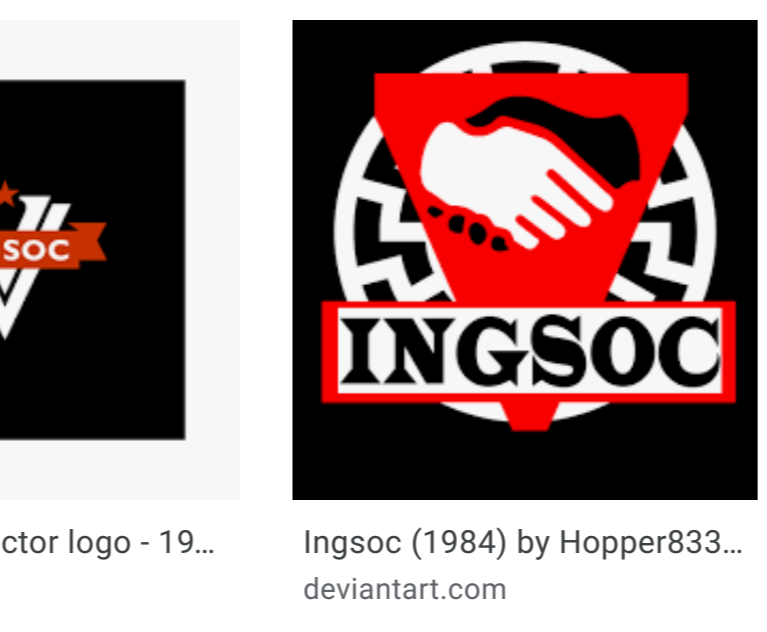 SOC
INGSOC
ctor logo - 19...
Ingsoc (1984) by Hopper833...
deviantart.com